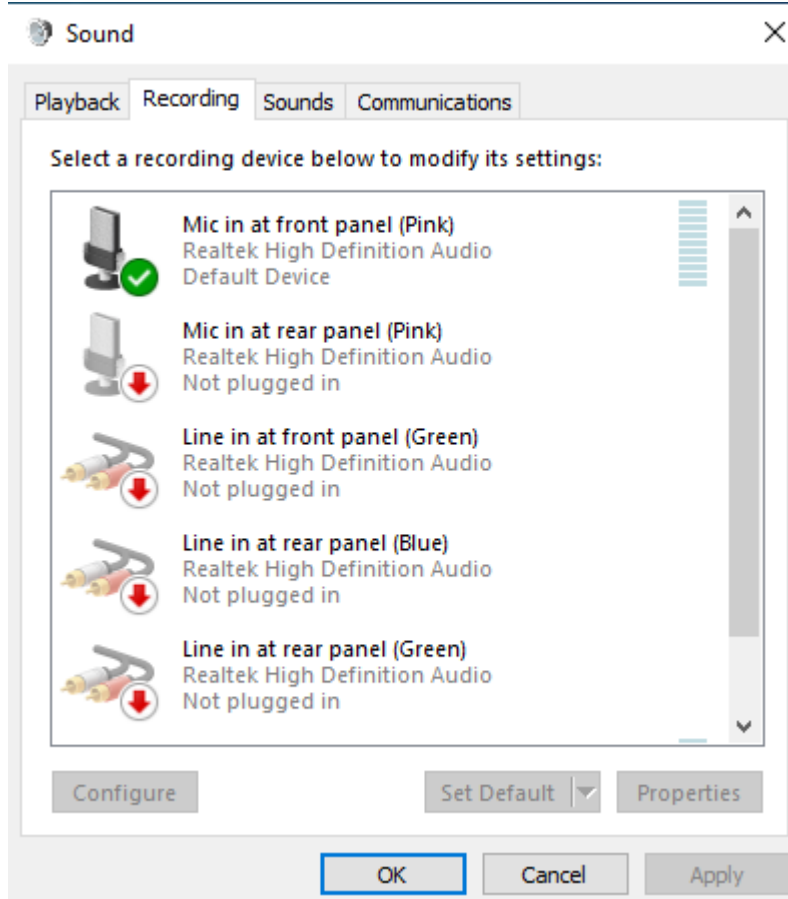 Sound
Playback Recording Sounds Communications
Select a recording device below to modify its settings:
Mic in at front panel (Pink)
Realtek High Definition Audio
Default Device
Mic in at rear panel (Pink)
Realtek High Definition Audio
Not plugged in
Line in at front panel (Green)
Realtek High Definition Audio
Not plugged in
Line in at rear panel (Blue)
Realtek High Definition Audio
Not plugged in
Line in at rear panel (Green)
Realtek High Definition Audio
Not plugged in
Configure Set Default Properties
OK Cancel Apply